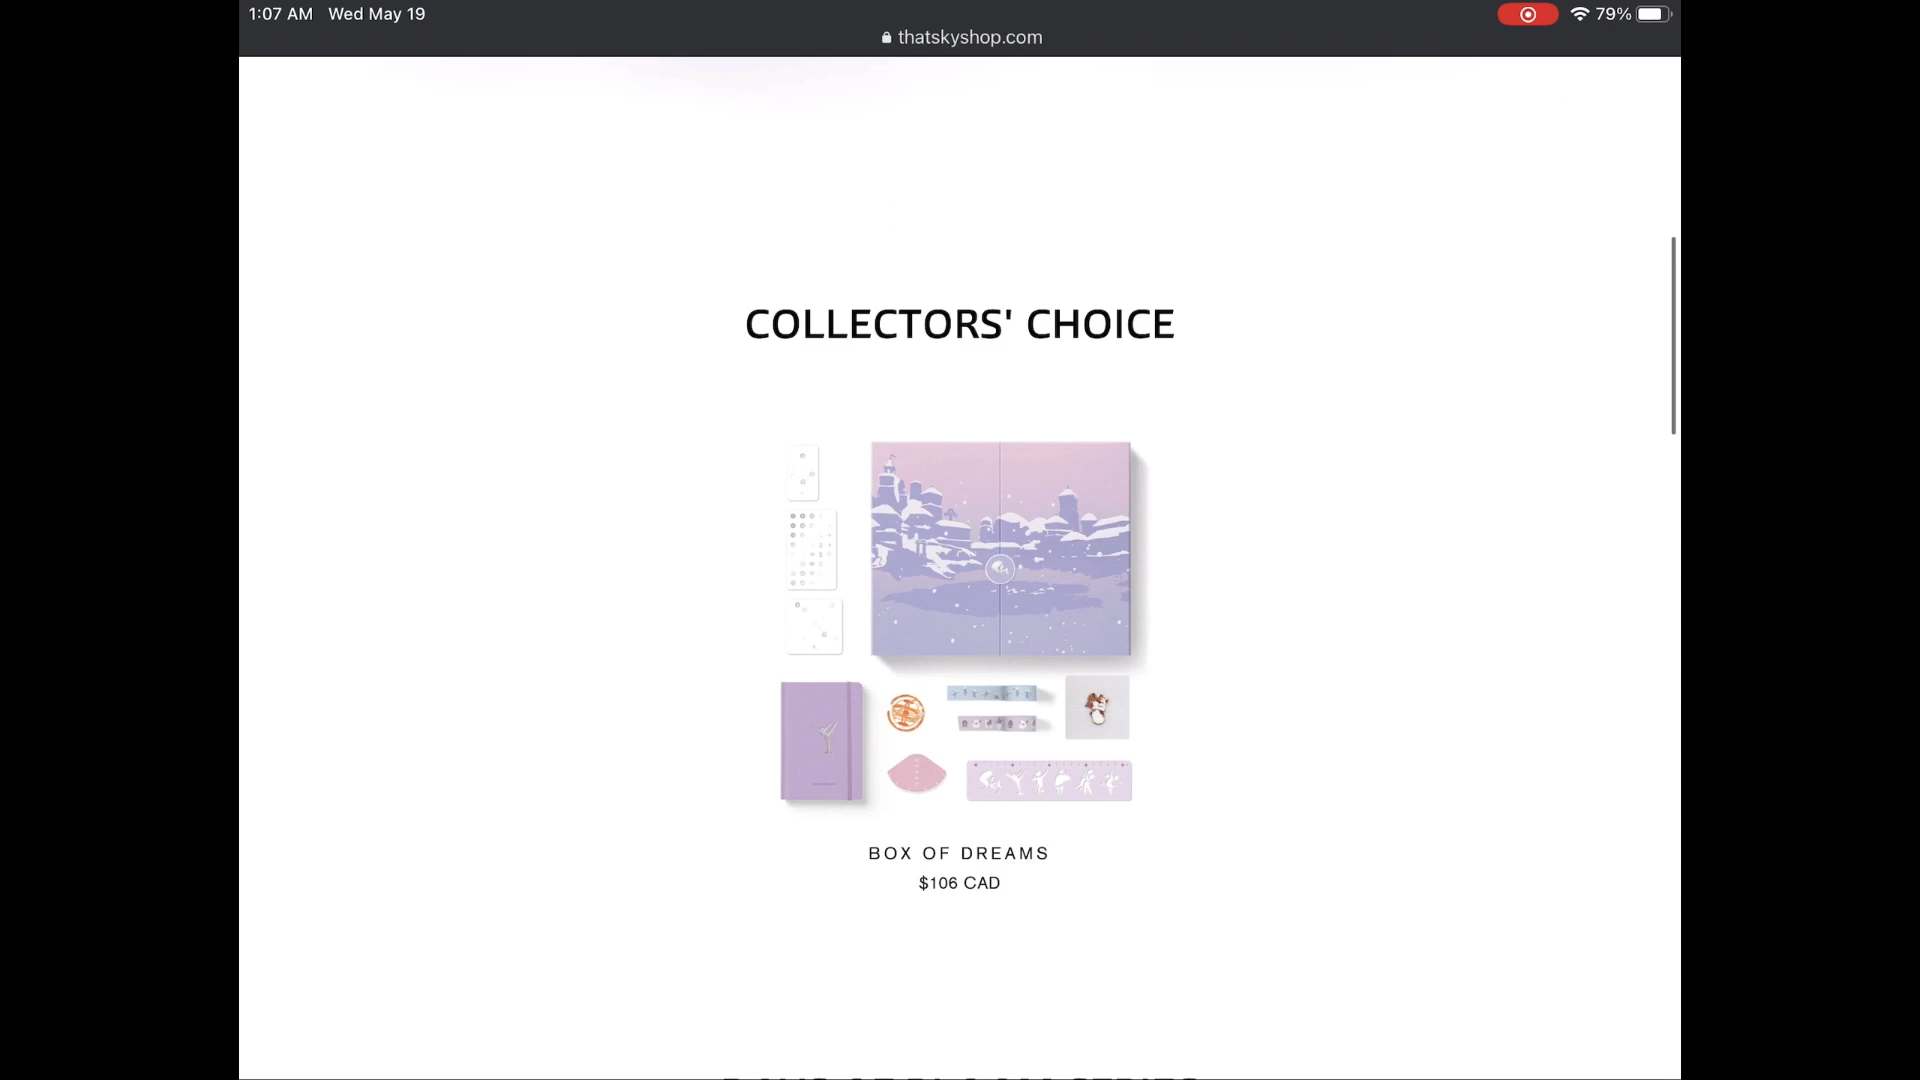 1:07 AM Wed May 19
79%
thatskyshop.com
COLLECTORS' CHOICE
BOX OF DREAMS
$106 CAD